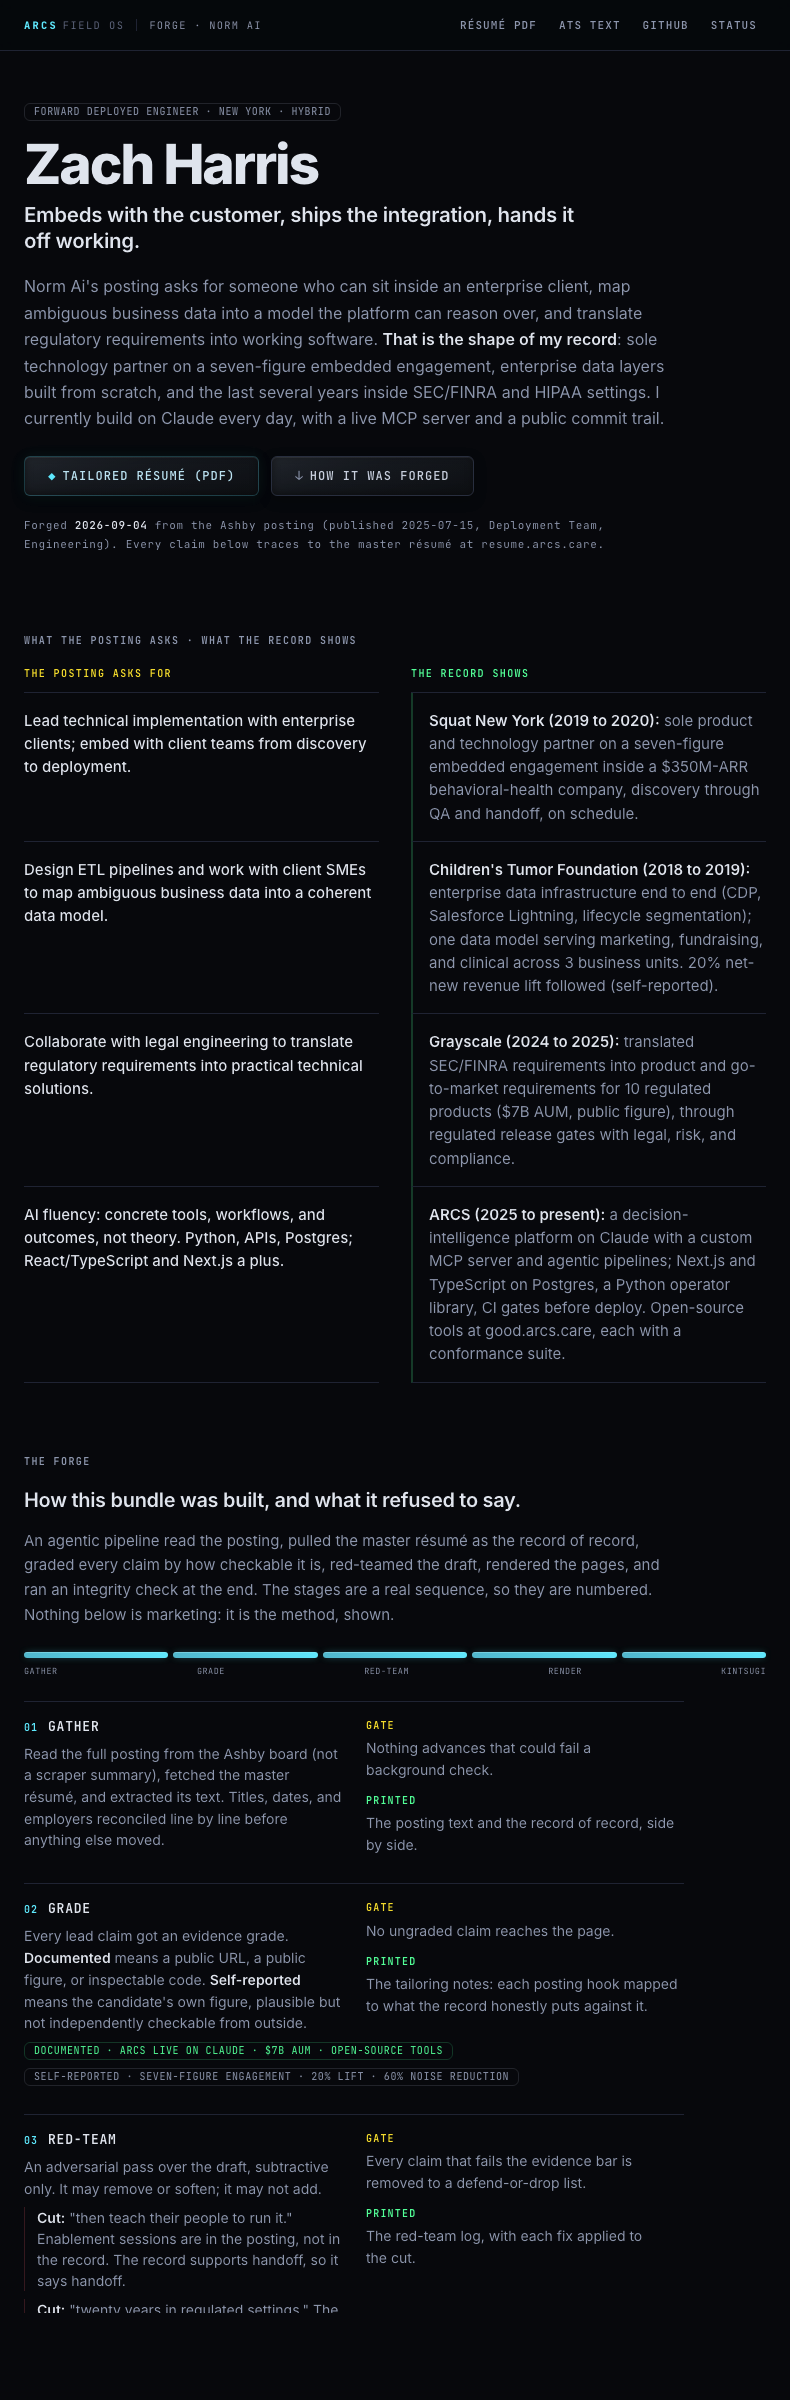 ARCS FIELD OS | FORGE · NORM AI
RÉSUMÉ PDF ATS TEXT GITHUB STATUS
FORWARD DEPLOYED ENGINEER · NEW YORK · HYBRID
Zach Harris
Embeds with the customer, ships the integration, hands it
off working.
Norm Ai's posting asks for someone who can sit inside an enterprise client, map
ambiguous business data into a model the platform can reason over, and translate
regulatory requirements into working software. That is the shape of my record: sole
technology partner on a seven-figure embedded engagement, enterprise data layers
built from scratch, and the last several years inside SEC/FINRA and HIPAA settings. I
currently build on Claude every day, with a live MCP server and a public commit trail.
◆ TAILORED RÉSUMÉ (PDF)
↓ HOW IT WAS FORGED
Forged 2026-09-04 from the Ashby posting (published 2025-07-15, Deployment Team,
Engineering). Every claim below traces to the master résumé at resume.arcs.care.
WHAT THE POSTING ASKS · WHAT THE RECORD SHOWS
THE POSTING ASKS FOR
THE RECORD SHOWS
Lead technical implementation with enterprise
clients; embed with client teams from discovery
to deployment.
Squat New York (2019 to 2020): sole product
and technology partner on a seven-figure
embedded engagement inside a $350M-ARR
behavioral-health company, discovery through
QA and handoff, on schedule.
Design ETL pipelines and work with client SMEs
to map ambiguous business data into a coherent
data model.
Children's Tumor Foundation (2018 to 2019):
enterprise data infrastructure end to end (CDP,
Salesforce Lightning, lifecycle segmentation);
one data model serving marketing, fundraising,
and clinical across 3 business units. 20% net-
new revenue lift followed (self-reported).
Collaborate with legal engineering to translate
regulatory requirements into practical technical
solutions.
Grayscale (2024 to 2025): translated
SEC/FINRA requirements into product and go-
to-market requirements for 10 regulated
products ($7B AUM, public figure), through
regulated release gates with legal, risk, and
compliance.
AI fluency: concrete tools, workflows, and
outcomes, not theory. Python, APIs, Postgres;
React/TypeScript and Next.js a plus.
ARCS (2025 to present): a decision-
intelligence platform on Claude with a custom
MCP server and agentic pipelines; Next.js and
TypeScript on Postgres, a Python operator
library, CI gates before deploy. Open-source
tools at good.arcs.care, each with a
conformance suite.
THE FORGE
How this bundle was built, and what it refused to say.
An agentic pipeline read the posting, pulled the master résumé as the record of record,
graded every claim by how checkable it is, red-teamed the draft, rendered the pages, and
ran an integrity check at the end. The stages are a real sequence, so they are numbered.
Nothing below is marketing: it is the method, shown.
GATHER GRADE RED-TEAM RENDER KINTSUGI
01 GATHER
Read the full posting from the Ashby board (not
a scraper summary), fetched the master
résumé, and extracted its text. Titles, dates, and
employers reconciled line by line before
anything else moved.
GATE
Nothing advances that could fail a
background check.
PRINTED
The posting text and the record of record, side
by side.
02 GRADE
Every lead claim got an evidence grade.
Documented means a public URL, a public
figure, or inspectable code. Self-reported
means the candidate's own figure, plausible but
not independently checkable from outside.
DOCUMENTED · ARCS LIVE ON CLAUDE · $7B AUM · OPEN-SOURCE TOOLS
SELF-REPORTED · SEVEN-FIGURE ENGAGEMENT · 20% LIFT · 60% NOISE REDUCTION
GATE
No ungraded claim reaches the page.
PRINTED
The tailoring notes: each posting hook mapped
to what the record honestly puts against it.
03 RED-TEAM
An adversarial pass over the draft, subtractive
only. It may remove or soften; it may not add.
Cut: "then teach their people to run it."
Enablement sessions are in the posting, not in
the record. The record supports handoff, so it
says handoff.
Cut: "twenty years in regulated settings." The
GATE
Every claim that fails the evidence bar is
removed to a defend-or-drop list.
PRINTED
The red-team log, with each fix applied to
the cut.